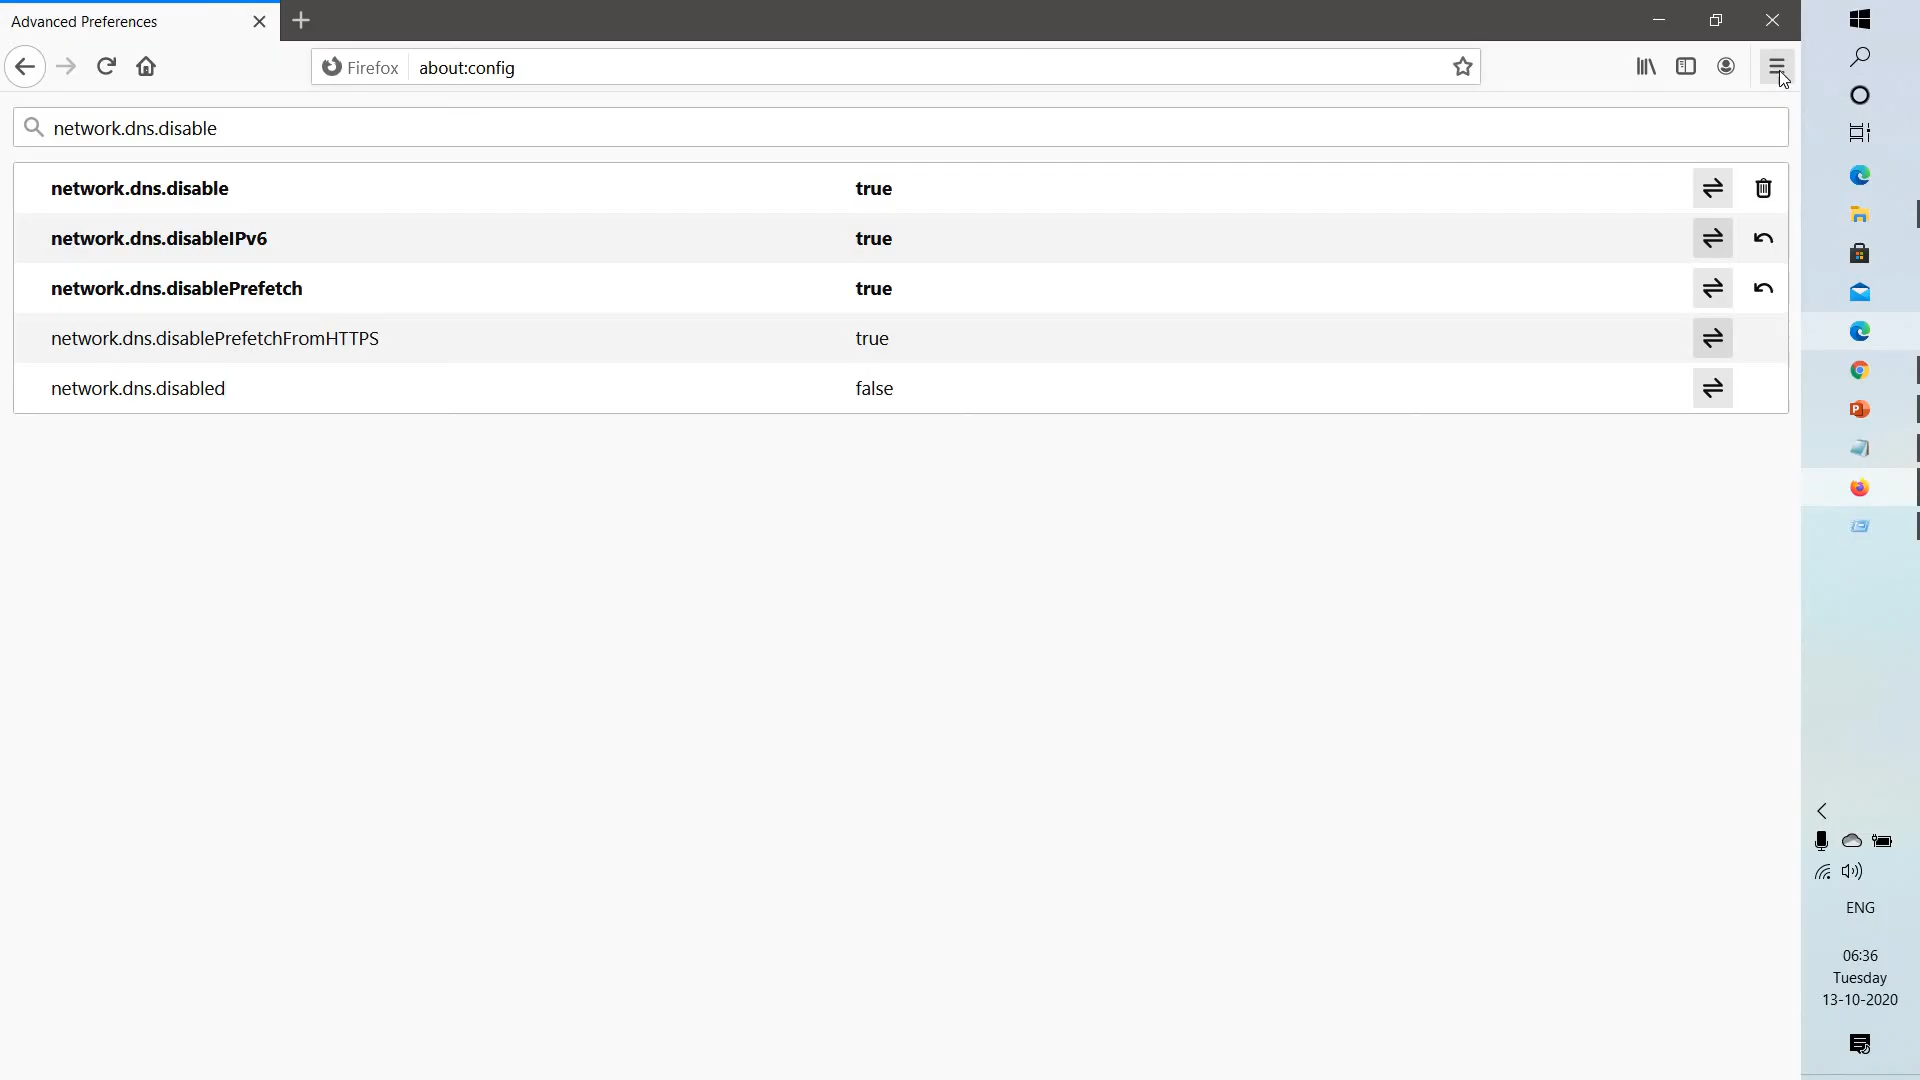 Advanced Preferences
Firefox about:config
network.dns.disable
network.dns.disable true
network.dns.disableIPv6 true
network.dns.disablePrefetch true
network.dns.disablePrefetchFromHTTPS true
network.dns.disabled false
ENG
06:36
Tuesday
13-10-2020